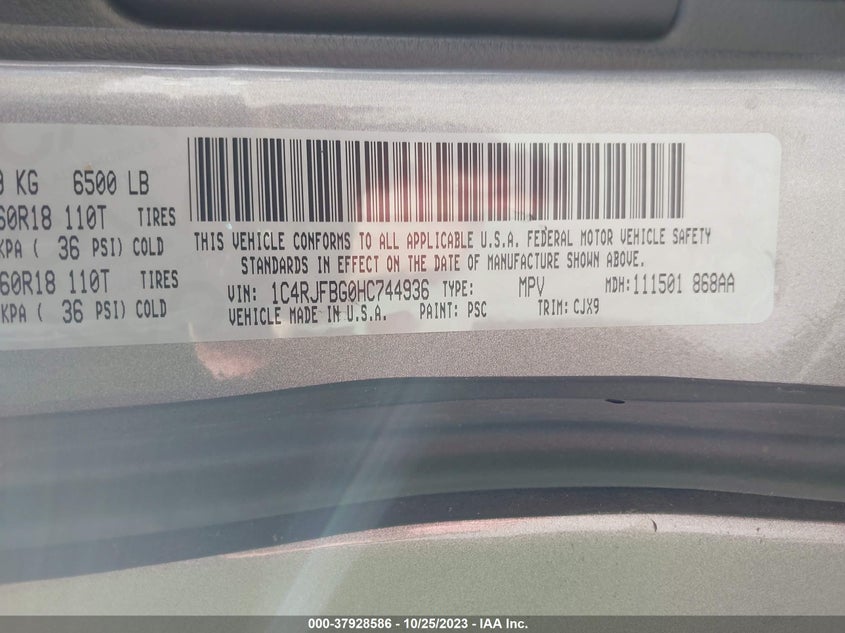 KG 6500 LB
60R18 110T TIRES
KPA ( 36 PSI) COLD
60R18 110T TIRES
KPA ( 36 PSI) COLD
THIS VEHICLE CONFORMS TO ALL APPLICABLE U.S.A. FEDERAL MOTOR VEHICLE SAFETY
STANDARDS IN EFFECT ON THE DATE OF MANUFACTURE SHOWN ABOVE.
VIN: 1C4RJFBG0HC744936 TYPE: MPV MDH: 111501 868AA
VEHICLE MADE IN U.S.A. PAINT: PSC TRIM: CJX9
000-37928586 - 10/25/2023 - IAA Inc.